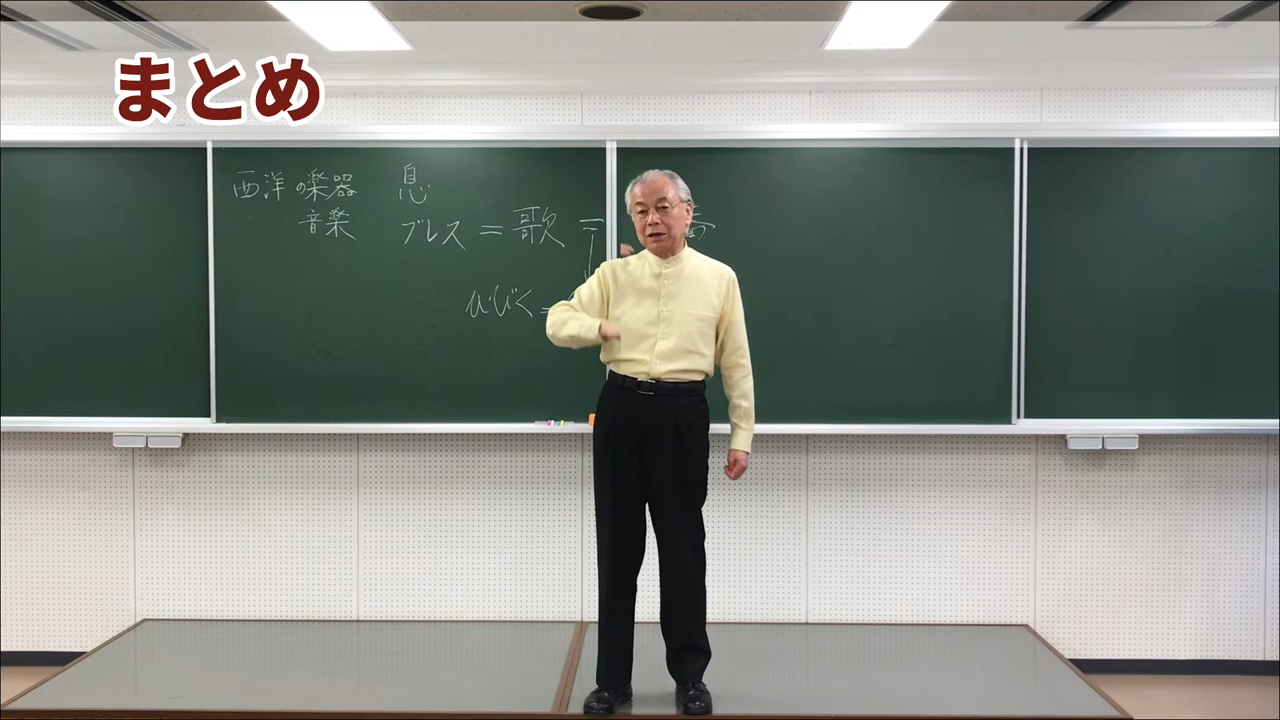 まとめ
西洋の楽器 息
音楽 ブレス=歌
ひびく=